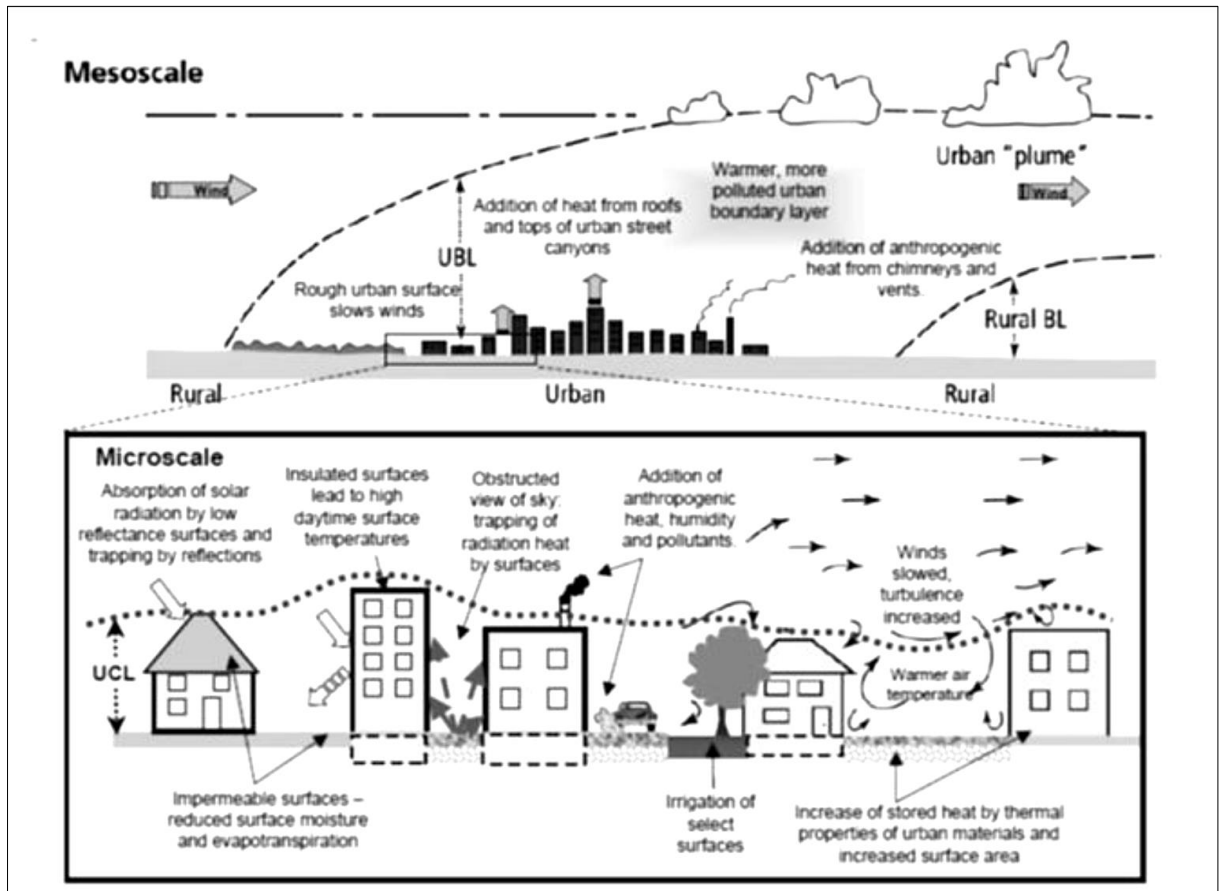 Mesoscale
Urban "plume"
Wind
Warmer, more
polluted urban
boundary layer
Wind
Addition of heat from roofs
and tops of urban street
canyons
UBL
Addition of anthropogenic
heat from chimneys and
vents.
Rough urban surface
slows winds
Rural BL
Rural
Urban
Rural
Microscale
Absorption of solar
radiation by low
reflectance surfaces and
trapping by reflections
Insulated surfaces
lead to high
daytime surface
temperatures
Obstructed
view of sky:
trapping of
radiation heat
by surfaces
Addition of
anthropogenic
heat, humidity
and pollutants.
Winds
slowed,
turbulence
increased
UCL
Warmer air
temperature
Impermeable surfaces –
reduced surface moisture
and evapotranspiration
Irrigation of
select
surfaces
Increase of stored heat by thermal
properties of urban materials and
increased surface area